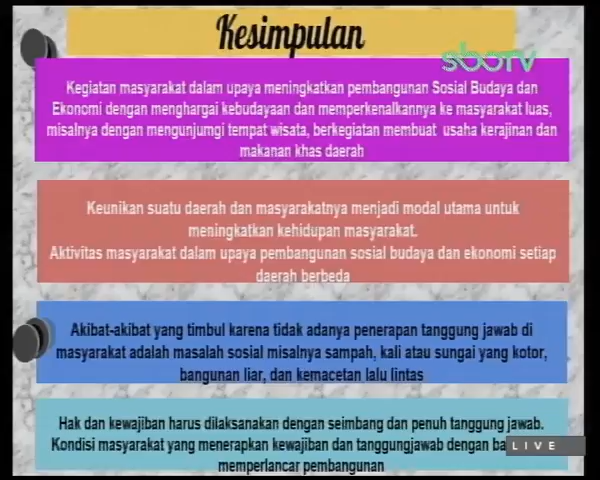 Kesimpulan
sboTV
Kegiatan masyarakat dalam upaya meningkatkan pembangunan Sosial Budaya dan
Ekonomi dengan menghargai kebudayaan dan memperkenalkannya ke masyarakat luas,
misalnya dengan mengunjumgi tempat wisata, berkegiatan membuat usaha kerajinan dan
makanan khas daerah
Keunikan suatu daerah dan masyarakatnya menjadi modal utama untuk
meningkatkan kehidupan masyarakat.
Aktivitas masyarakat dalam upaya pembangunan sosial budaya dan ekonomi setiap
daerah berbeda
Akibat-akibat yang timbul karena tidak adanya penerapan tanggung jawab di
masyarakat adalah masalah sosial misalnya sampah, kali atau sungai yang kotor,
bangunan liar, dan kemacetan lalu lintas
Hak dan kewajiban harus dilaksanakan dengan seimbang dan penuh tanggung jawab.
Kondisi masyarakat yang menerapkan kewajiban dan tanggungjawab dengan
LIVE
memperlancar pembangunan